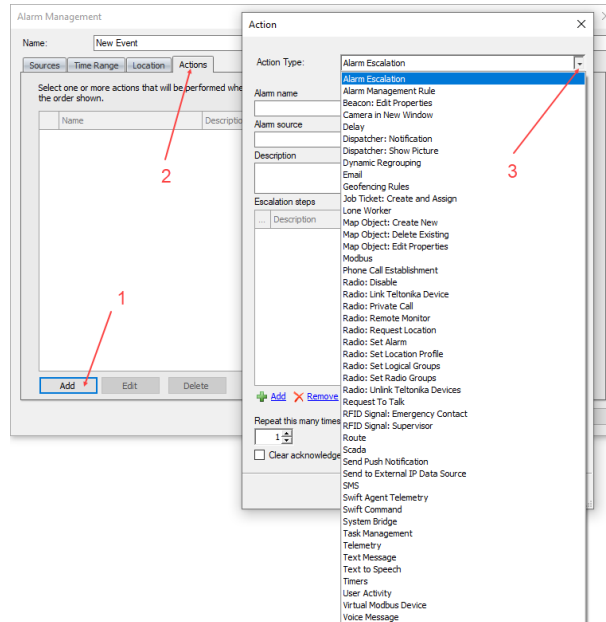 Alarm Management
Name: New Event
Sources Time Range Location Actions
Select one or more actions that will be performed whe
the order shown.
Name Descriptio
2
1
Add Edit Delete
Action
Action Type: Alarm Escalation
Alarm name
Alarm source
Description
Escalation steps
... Description
Add Remove
Repeat this many times
1
Clear acknowledge
3
Alarm Escalation
Alarm Management Rule
Beacon: Edit Properties
Camera in New Window
Delay
Dispatcher: Notification
Dispatcher: Show Picture
Dynamic Regrouping
Email
Geofencing Rules
Job Ticket: Create and Assign
Lone Worker
Map Object: Create New
Map Object: Delete Existing
Map Object: Edit Properties
Modbus
Phone Call Establishment
Radio: Disable
Radio: Link Teltonika Device
Radio: Private Call
Radio: Remote Monitor
Radio: Request Location
Radio: Set Alarm
Radio: Set Location Profile
Radio: Set Logical Groups
Radio: Set Radio Groups
Radio: Unlink Teltonika Devices
Request To Talk
RFID Signal: Emergency Contact
RFID Signal: Supervisor
Route
Scada
Send Push Notification
Send to External IP Data Source
SMS
Swift Agent Telemetry
Swift Command
System Bridge
Task Management
Telemetry
Text Message
Text to Speech
Timers
User Activity
Virtual Modbus Device
Voice Message